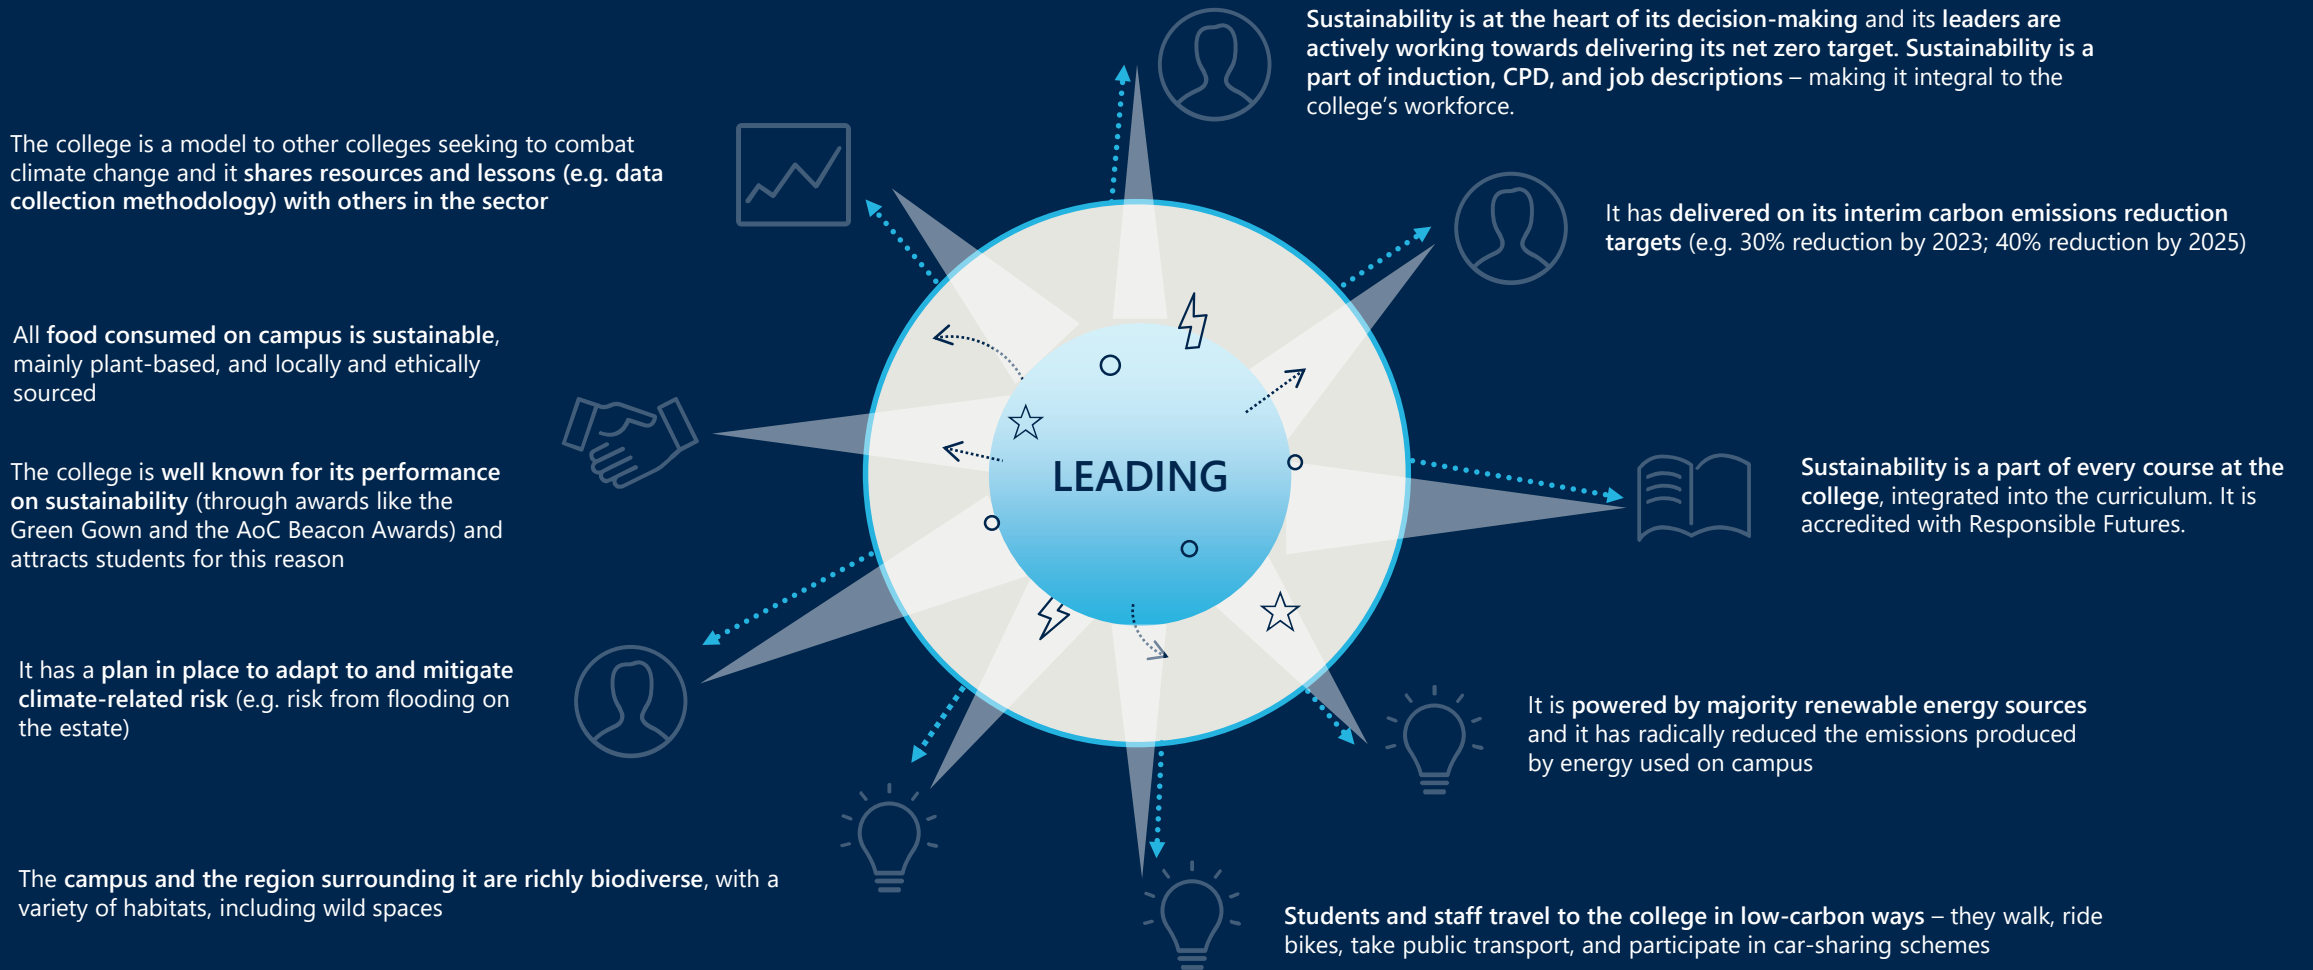 Sustainability is at the heart of its decision-making and its leaders are
actively working towards delivering its net zero target. Sustainability is a
part of induction, CPD, and job descriptions – making it integral to the
college’s workforce.
The college is a model to other colleges seeking to combat
climate change and it shares resources and lessons (e.g. data
collection methodology) with others in the sector
It has delivered on its interim carbon emissions reduction
targets (e.g. 30% reduction by 2023; 40% reduction by 2025)
All food consumed on campus is sustainable,
mainly plant-based, and locally and ethically
sourced
The college is well known for its performance
on sustainability (through awards like the
Green Gown and the AoC Beacon Awards) and
attracts students for this reason
LEADING
Sustainability is a part of every course at the
college, integrated into the curriculum. It is
accredited with Responsible Futures.
It has a plan in place to adapt to and mitigate
climate-related risk (e.g. risk from flooding on
the estate)
It is powered by majority renewable energy sources
and it has radically reduced the emissions produced
by energy used on campus
The campus and the region surrounding it are richly biodiverse, with a
variety of habitats, including wild spaces
Students and staff travel to the college in low-carbon ways – they walk, ride
bikes, take public transport, and participate in car-sharing schemes